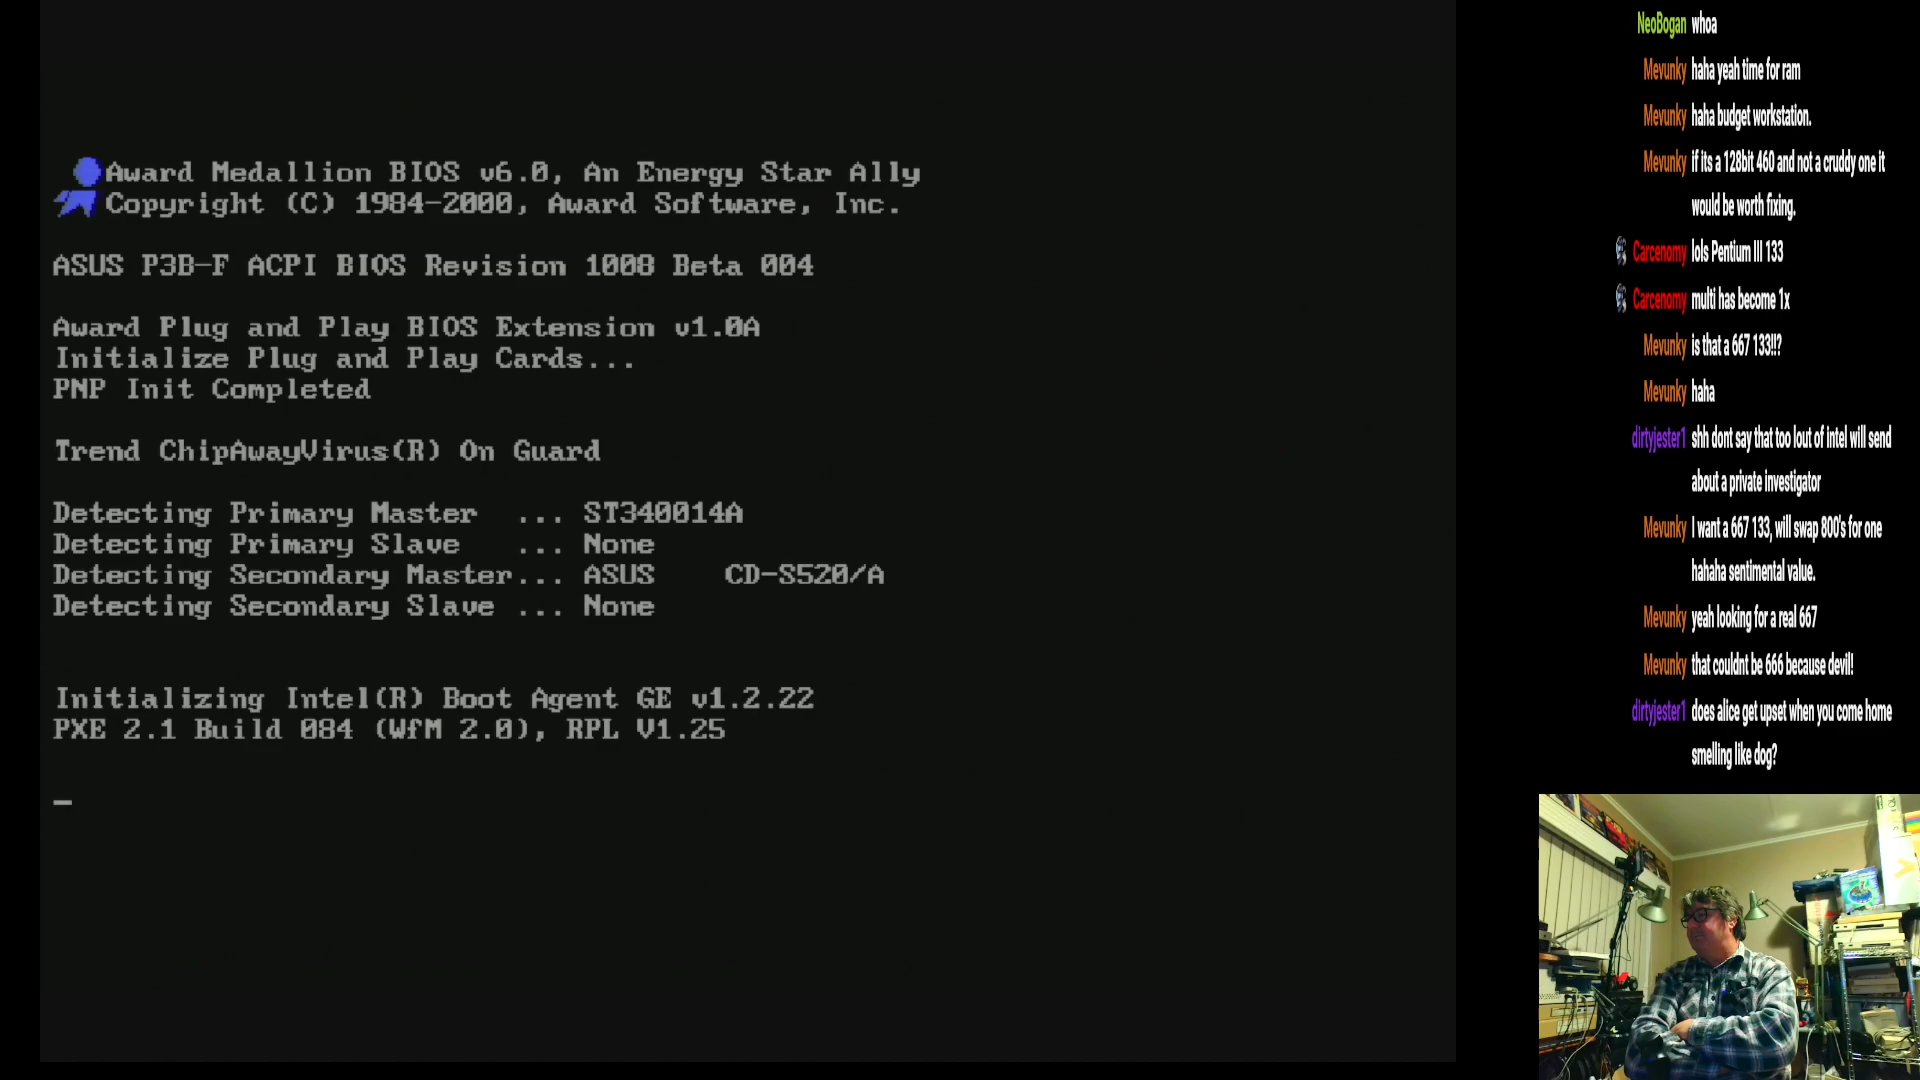 Award Medallion BIOS v6.0, An Energy Star Ally
Copyright (C) 1984-2000, Award Software, Inc.
ASUS P3B-F ACPI BIOS Revision 1008 Beta 004
Award Plug and Play BIOS Extension v1.0A
Initialize Plug and Play Cards...
PNP Init Completed
Trend ChipAwayVirus(R) On Guard
Detecting Primary Master ... ST340014A
Detecting Primary Slave ... None
Detecting Secondary Master... ASUS CD-S520/A
Detecting Secondary Slave ... None
Initializing Intel(R) Boot Agent GE v1.2.22
PXE 2.1 Build 084 (WfM 2.0), RPL V1.25
_
NeoBogan whoa
Mevunky haha yeah time for ram
Mevunky haha budget workstation.
Mevunky if its a 128bit 460 and not a cruddy one it
would be worth fixing.
Carcenomy lols Pentium III 133
Carcenomy multi has become 1x
Mevunky is that a 667 133!!?
Mevunky haha
dirtyjester1 shh dont say that too lout of intel will send
about a private investigator
Mevunky I want a 667 133, will swap 800's for one
hahaha sentimental value.
Mevunky yeah looking for a real 667
Mevunky that couldnt be 666 because devil!
dirtyjester1 does alice get upset when you come home
smelling like dog?